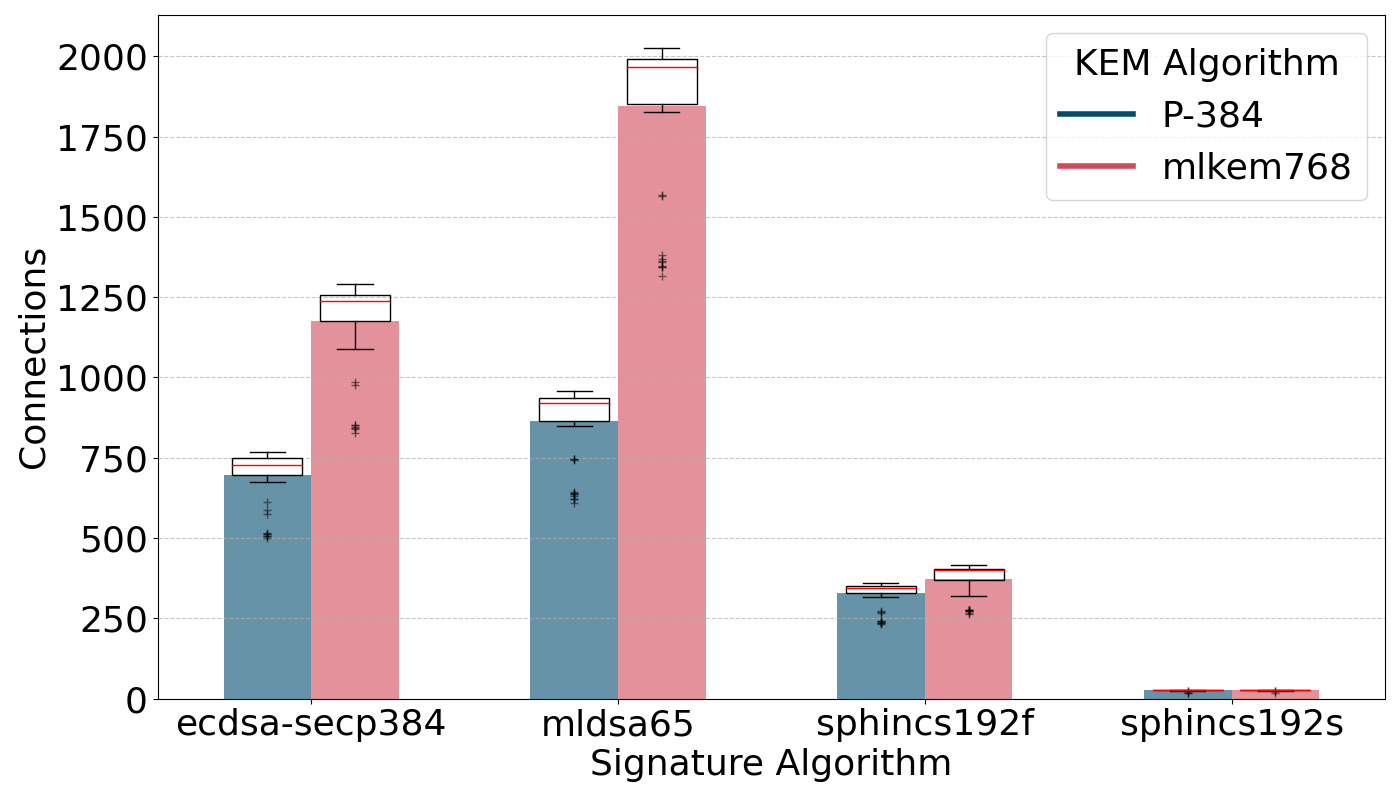 KEM Algorithm
P-384
mlkem768
Connections
2000
1750
1500
1250
1000
750
500
250
0
ecdsa-secp384 mldsa65 sphincs192f sphincs192s
Signature Algorithm